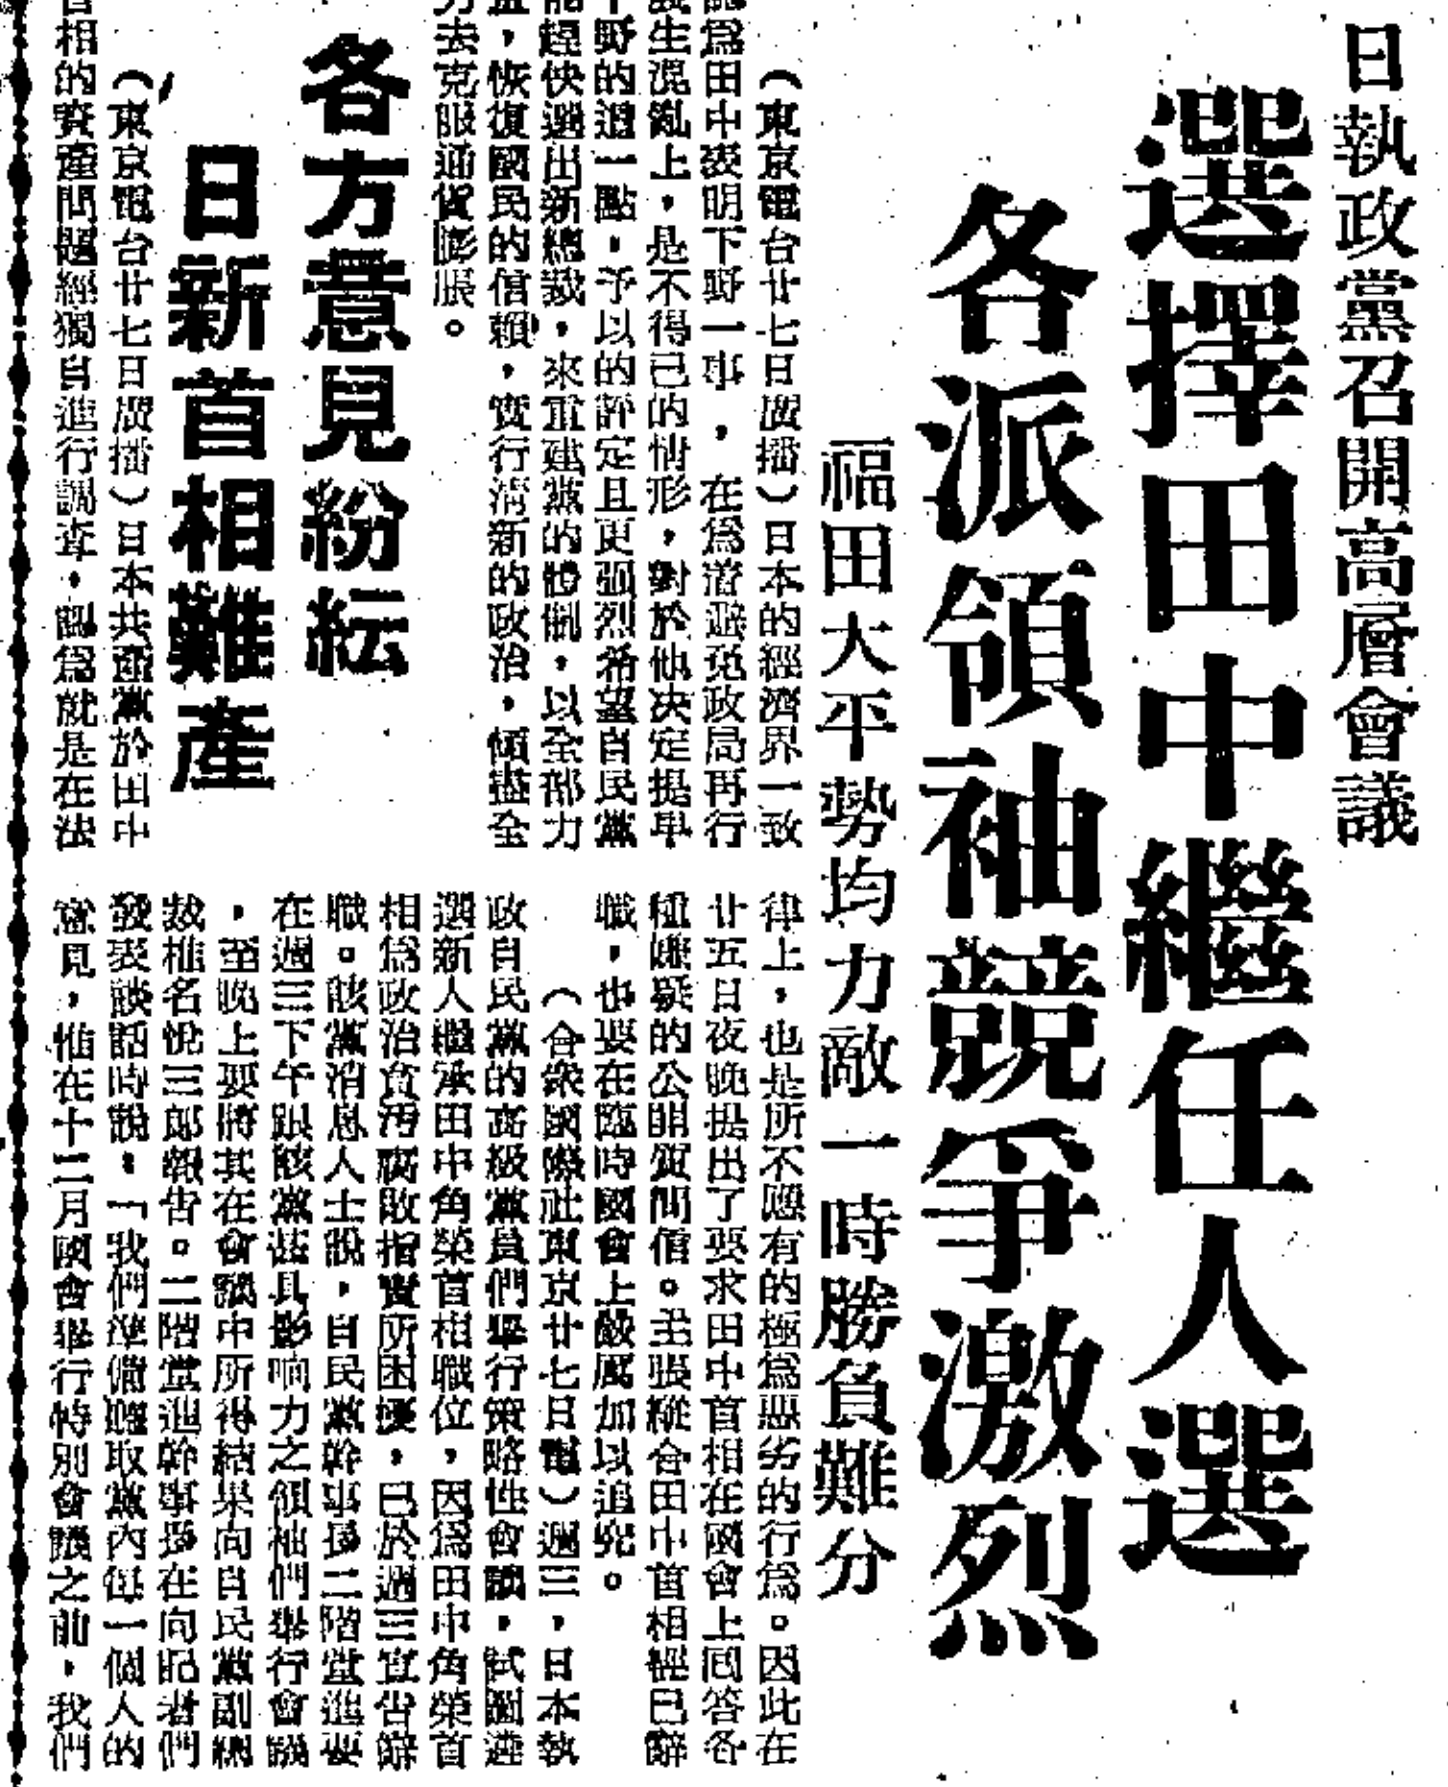 日執政黨召開高層會議
選擇田中繼任人選
各派領袖競爭激烈
福田大平勢均力敵一時勝負難分
（東京電台廿七日廣播）日本的經濟界一致
認爲田中表明下野一事，在爲着避免政局再行
發生混亂上，是不得已的情形，對於他决定提早
下野的這一點，予以的評定且更强烈希望自民黨
能趕快選出新總裁，來重建黨的體制，以全部力
量，恢復國民的信賴，實行清新的政治，傾盡全
力去克服通貨膨脹。
各方意見紛紜
日新首相難產
（東京電台廿七日廣播）日本共產黨於田中
首相的資產問題經獨自進行調查，認爲就是在法
律上，也是所不應有的極爲惡劣的行爲。因此在
廿五日夜晚提出了要求田中首相在國會上囘答各
種嫌疑的公開質問信。主張縱令田中首相經已辭
職，也要在臨時國會上嚴厲加以追究。
（合衆國際社東京廿七日電）週三，日本執
政自民黨的高級黨員們舉行策略性會議，試圖遴
選新人繼承田中角榮首相職位，因爲田中角榮首
相爲政治貪污腐敗指責所困擾，已於週三宣告辭
職。該黨消息人士說，自民黨幹事長二階堂進要
在週三下午跟該黨甚具影响力之領袖們舉行會議
，至晚上要將其在會議中所得結果向自民黨副總
裁椎名悅三郎報告。二階堂進幹事長在向記者們
發表談話時說：「我們準備聽取黨內每一個人的
意見，惟在十二月國會舉行特別會議之前，我們